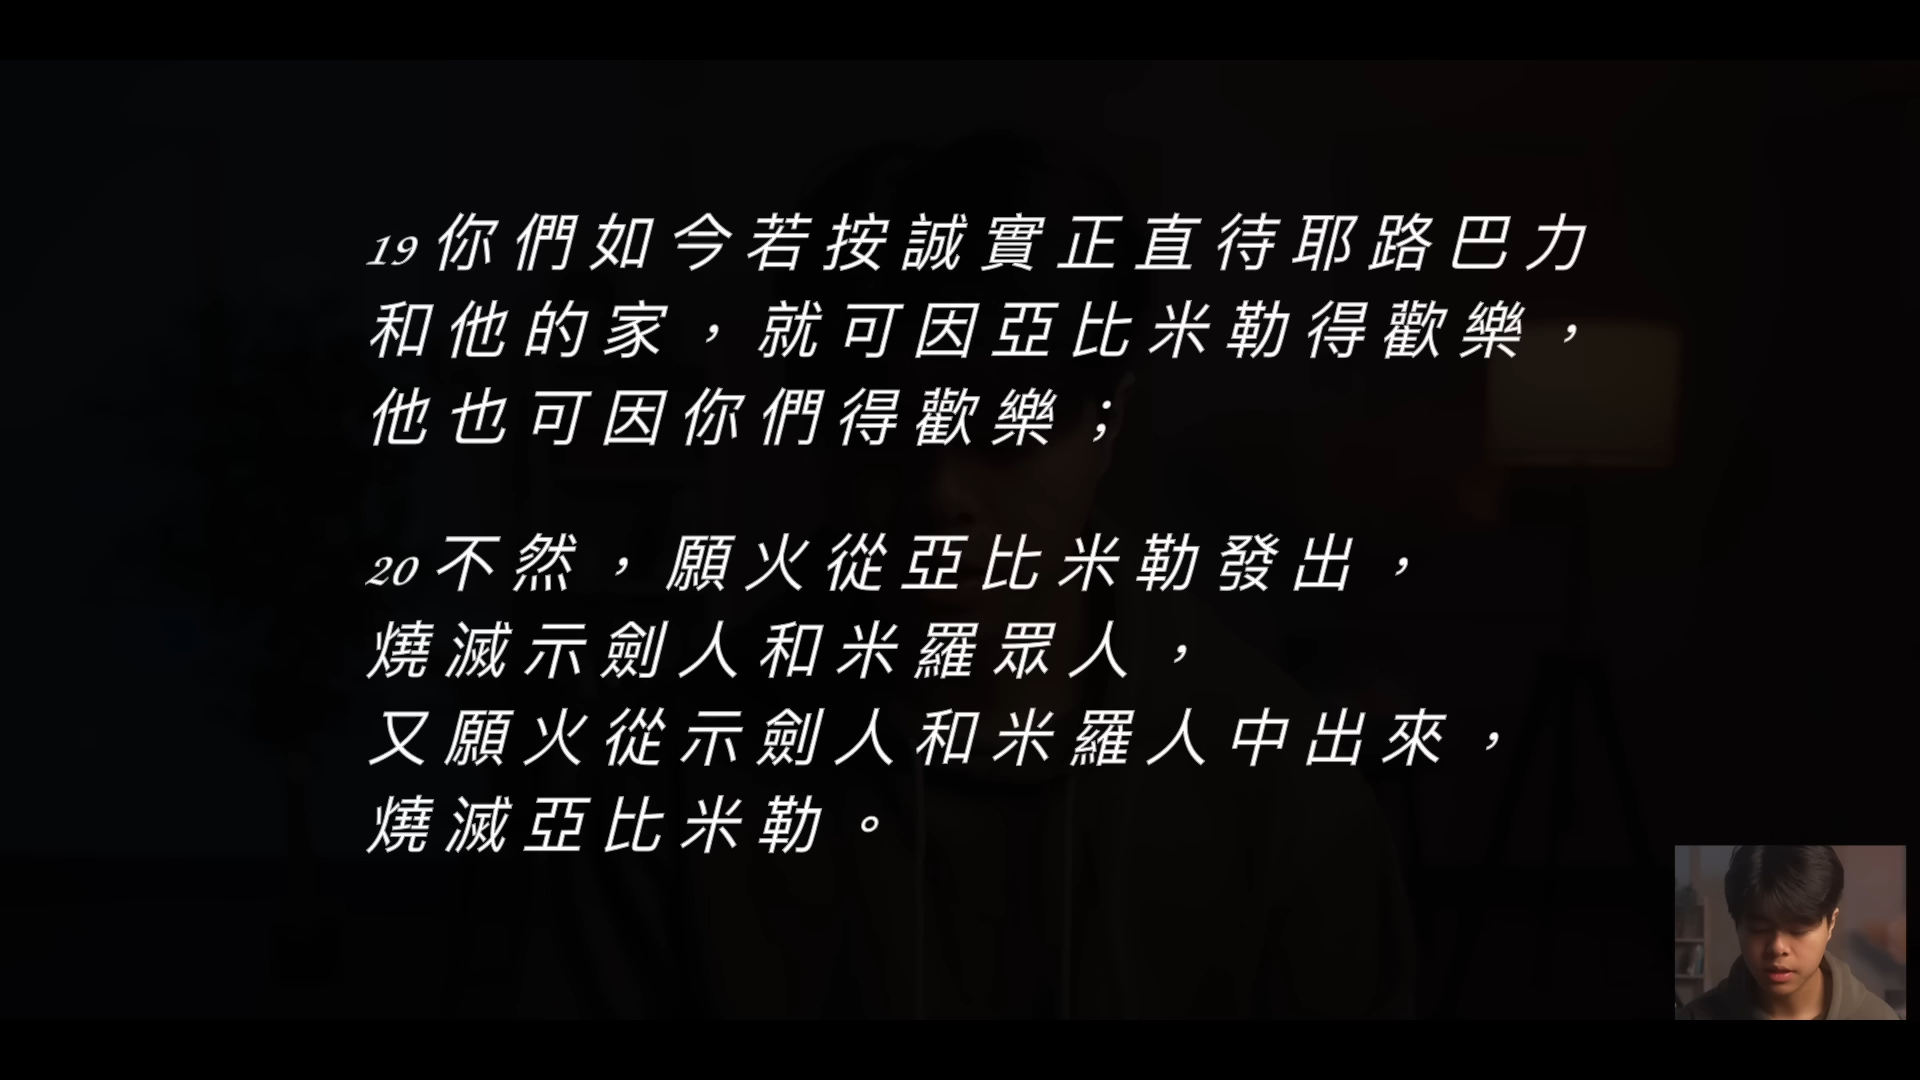 19 你們如今若按誠實正直待耶路巴力
和他的家，就可因亞比米勒得歡樂，
他也可因你們得歡樂；
20 不然，願火從亞比米勒發出，
燒滅示劍人和米羅眾人，
又願火從示劍人和米羅人中出來，
燒滅亞比米勒。